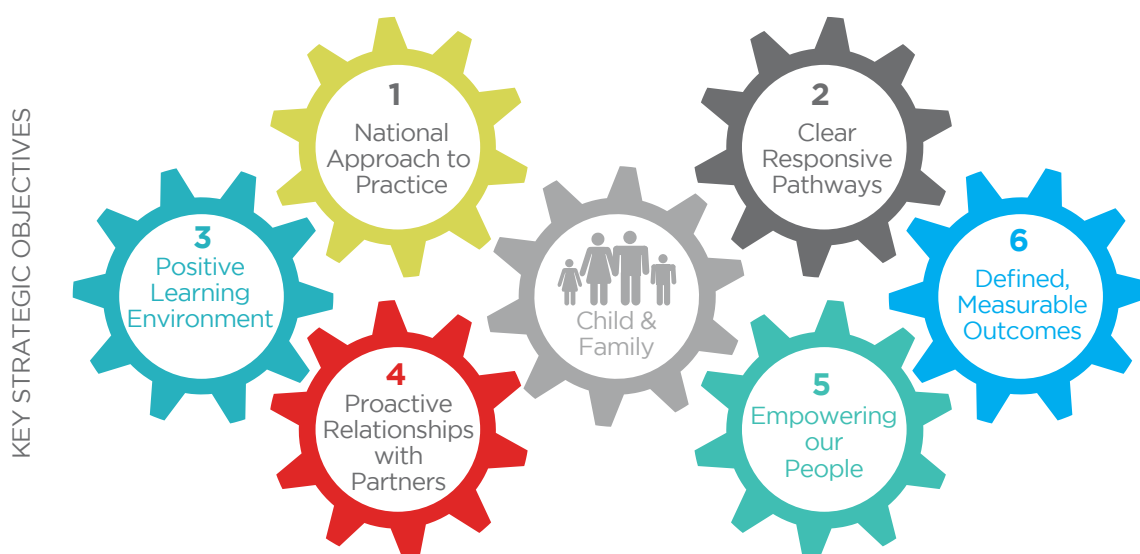 KEY STRATEGIC OBJECTIVES
1
National
Approach to
Practice
2
Clear
Responsive
Pathways
3
Positive
Learning
Environment
Child &
Family
6
Defined,
Measurable
Outcomes
4
Proactive
Relationships
with
Partners
5
Empowering
our
People